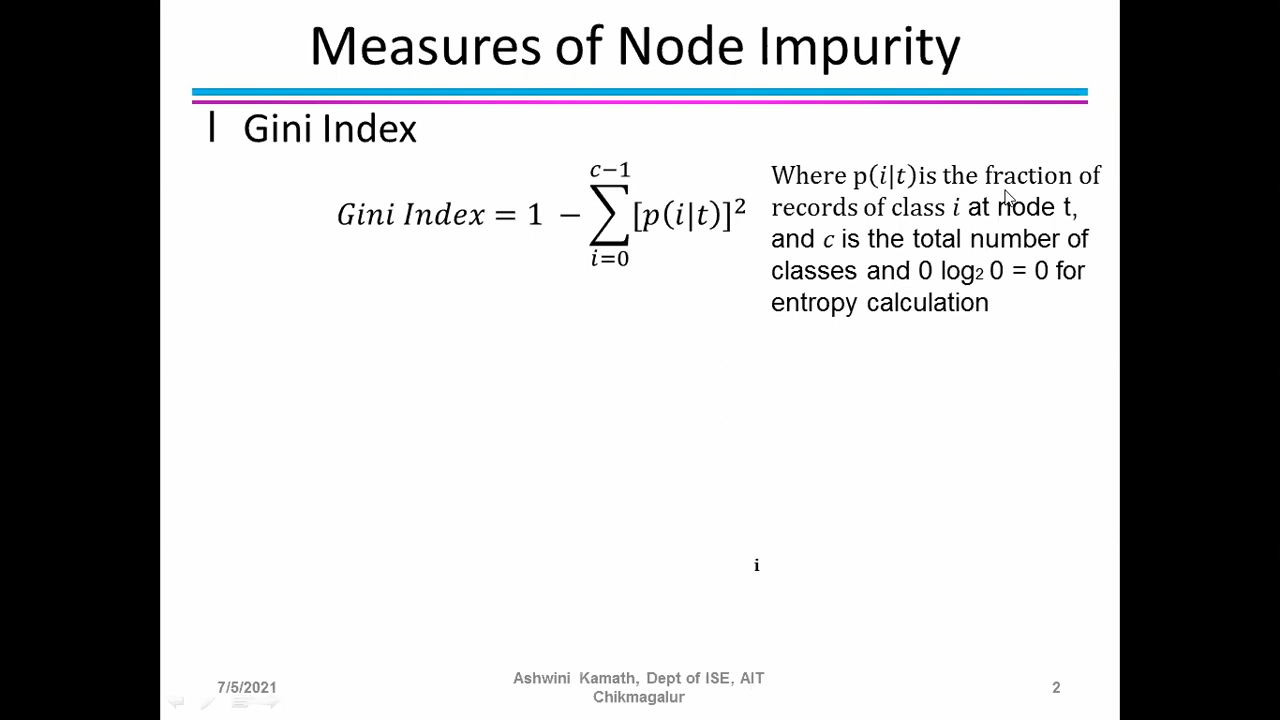 Measures of Node Impurity
l Gini Index
Gini Index = 1 − ∑_{i=0}^{c−1} [p(i|t)]²
Where p(i|t)is the fraction of
records of class i at node t,
and c is the total number of
classes and 0 log₂ 0 = 0 for
entropy calculation
i
7/5/2021
Ashwini Kamath, Dept of ISE, AIT
Chikmagalur
2